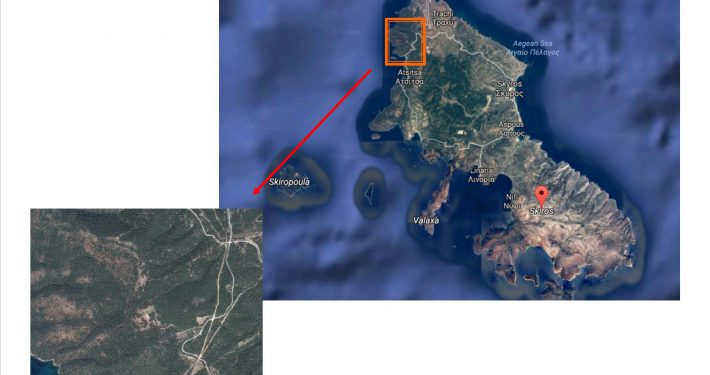 Trachi
Τραχύ
Aegean Sea
Αιγαίο Πέλαγος
Atsitsa
Ατσίτσα
Skyros
Σκύρος
Aspous
Ασπούς
Linaria
Λιναριά
Skiropoula
Nifi
Νύφι
Skiros
Valaxa